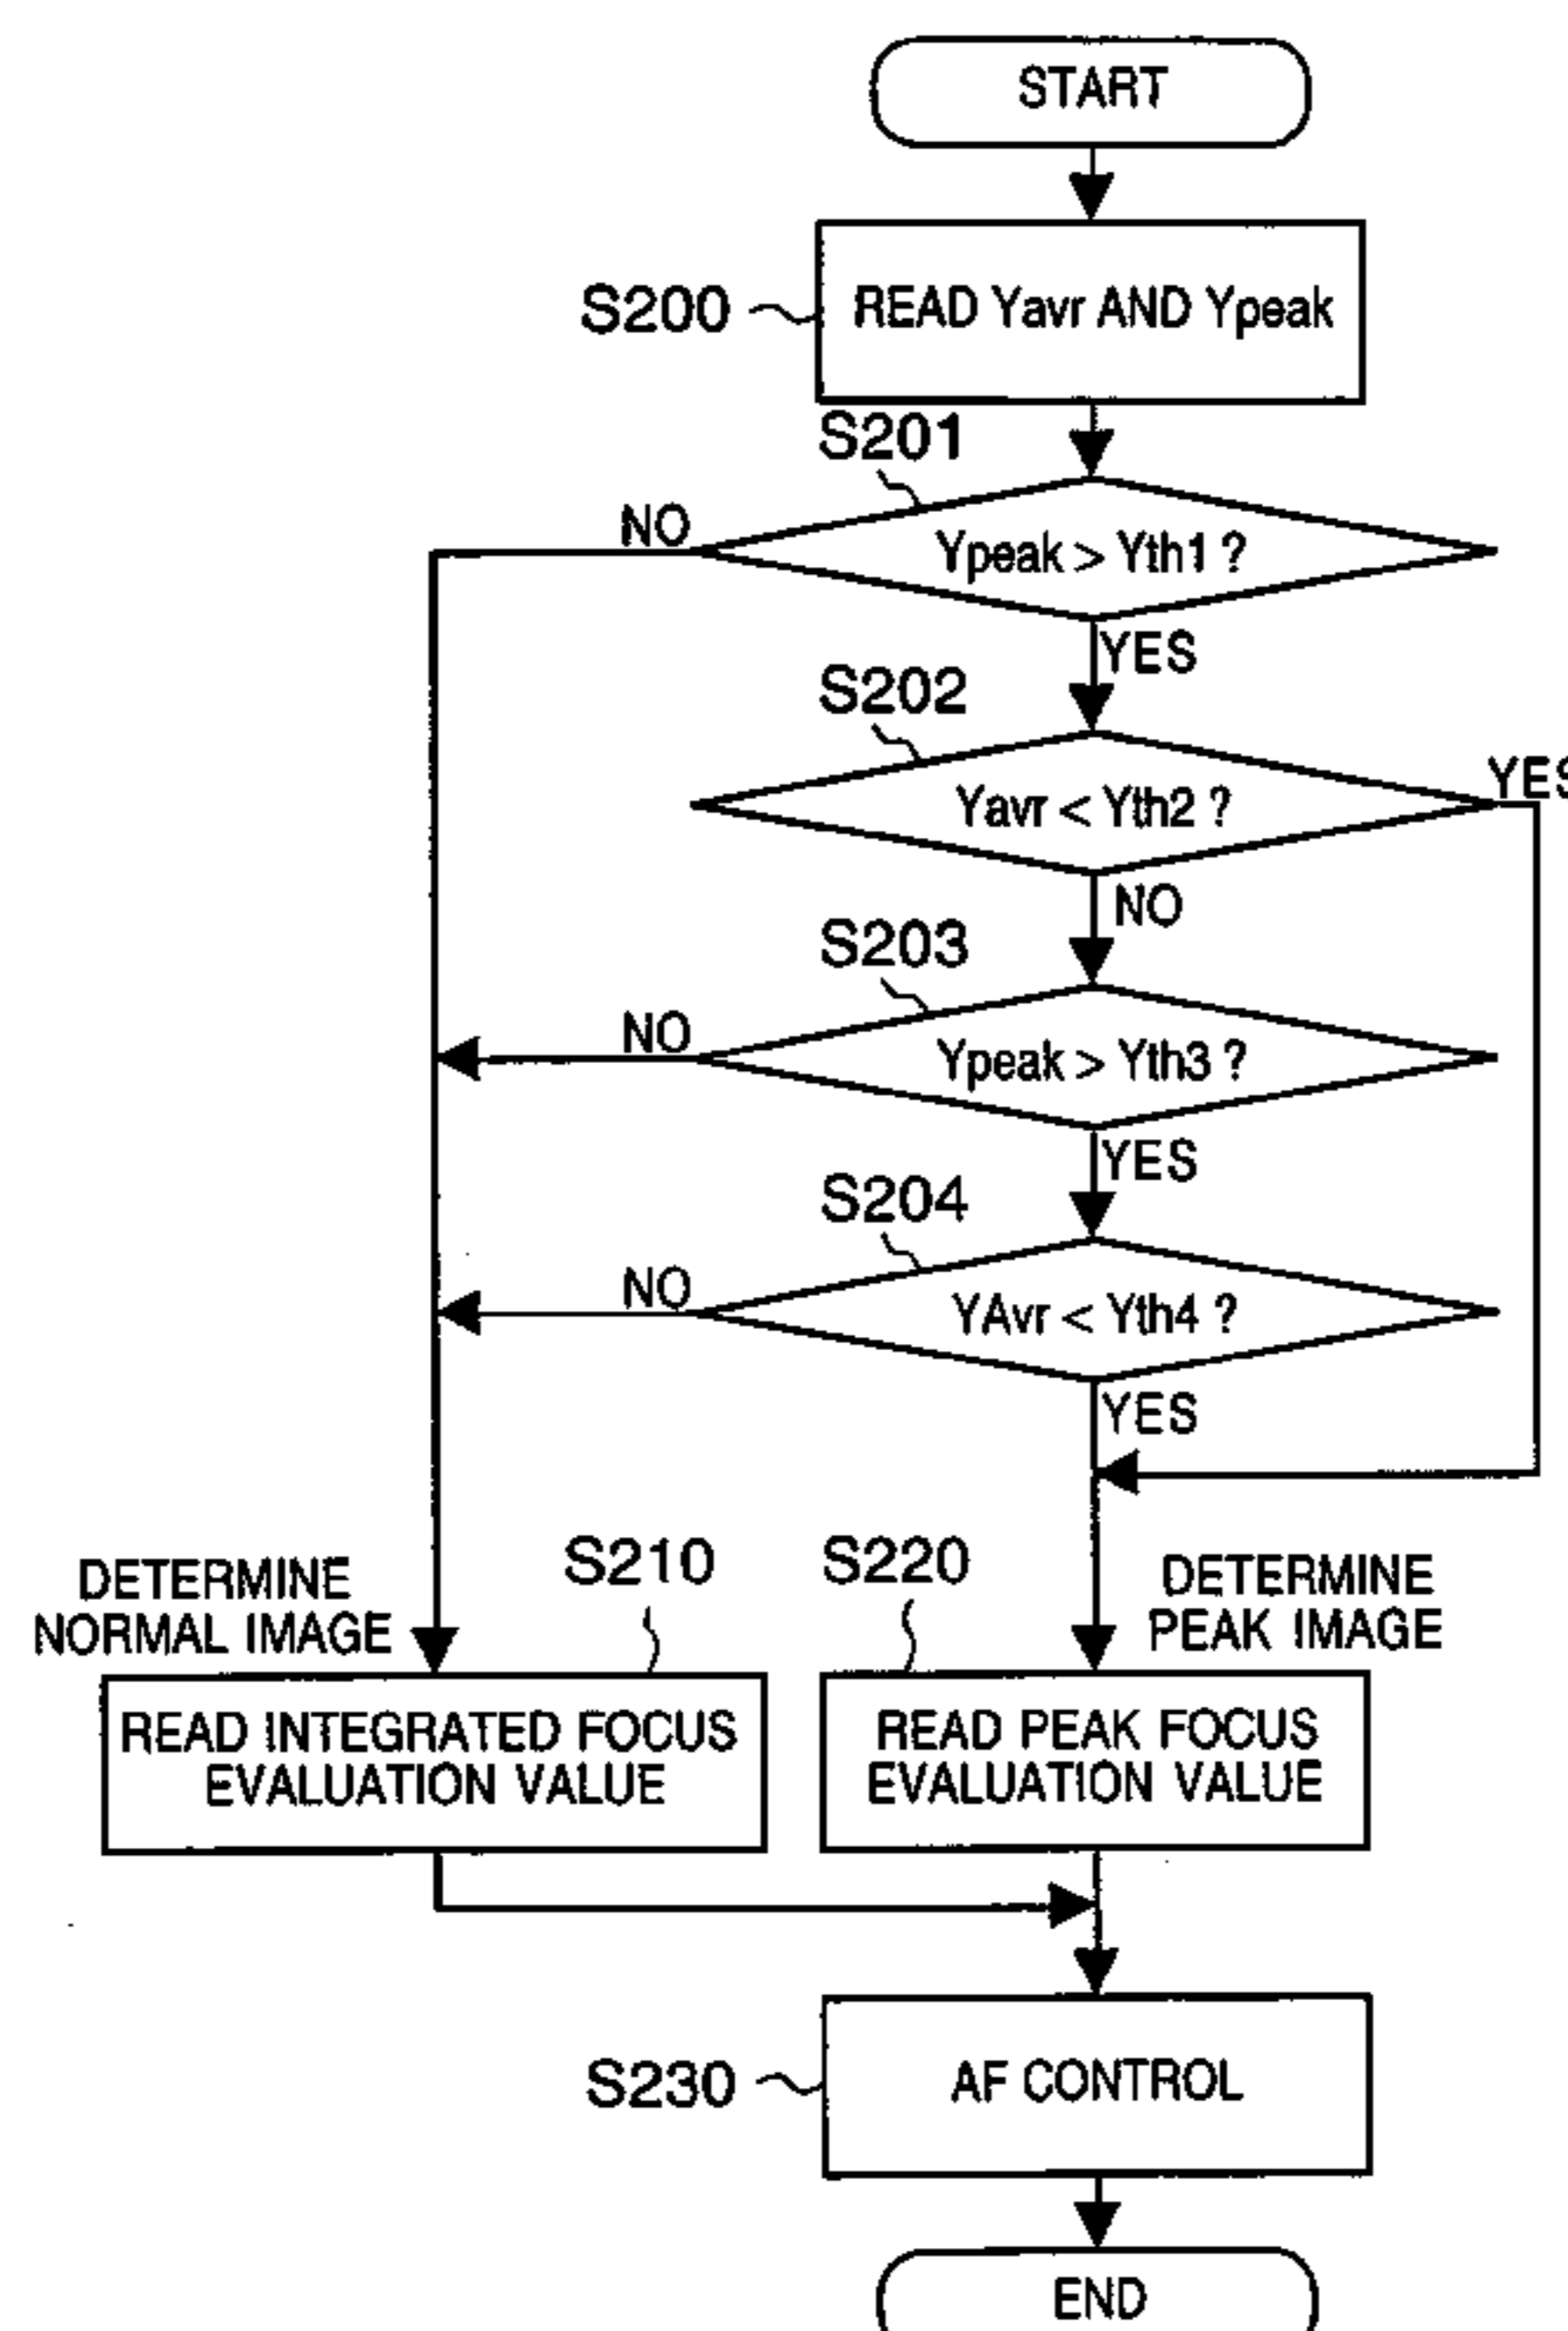 START
S200
READ Yavr AND Ypeak
S201
NO
Ypeak > Yth1 ?
YES
S202
YES
Yavr < Yth2 ?
NO
S203
NO
Ypeak > Yth3 ?
YES
S204
NO
YAvr < Yth4 ?
YES
DETERMINE
NORMAL IMAGE
S210
S220
DETERMINE
PEAK IMAGE
READ INTEGRATED FOCUS
EVALUATION VALUE
READ PEAK FOCUS
EVALUATION VALUE
S230
AF CONTROL
END